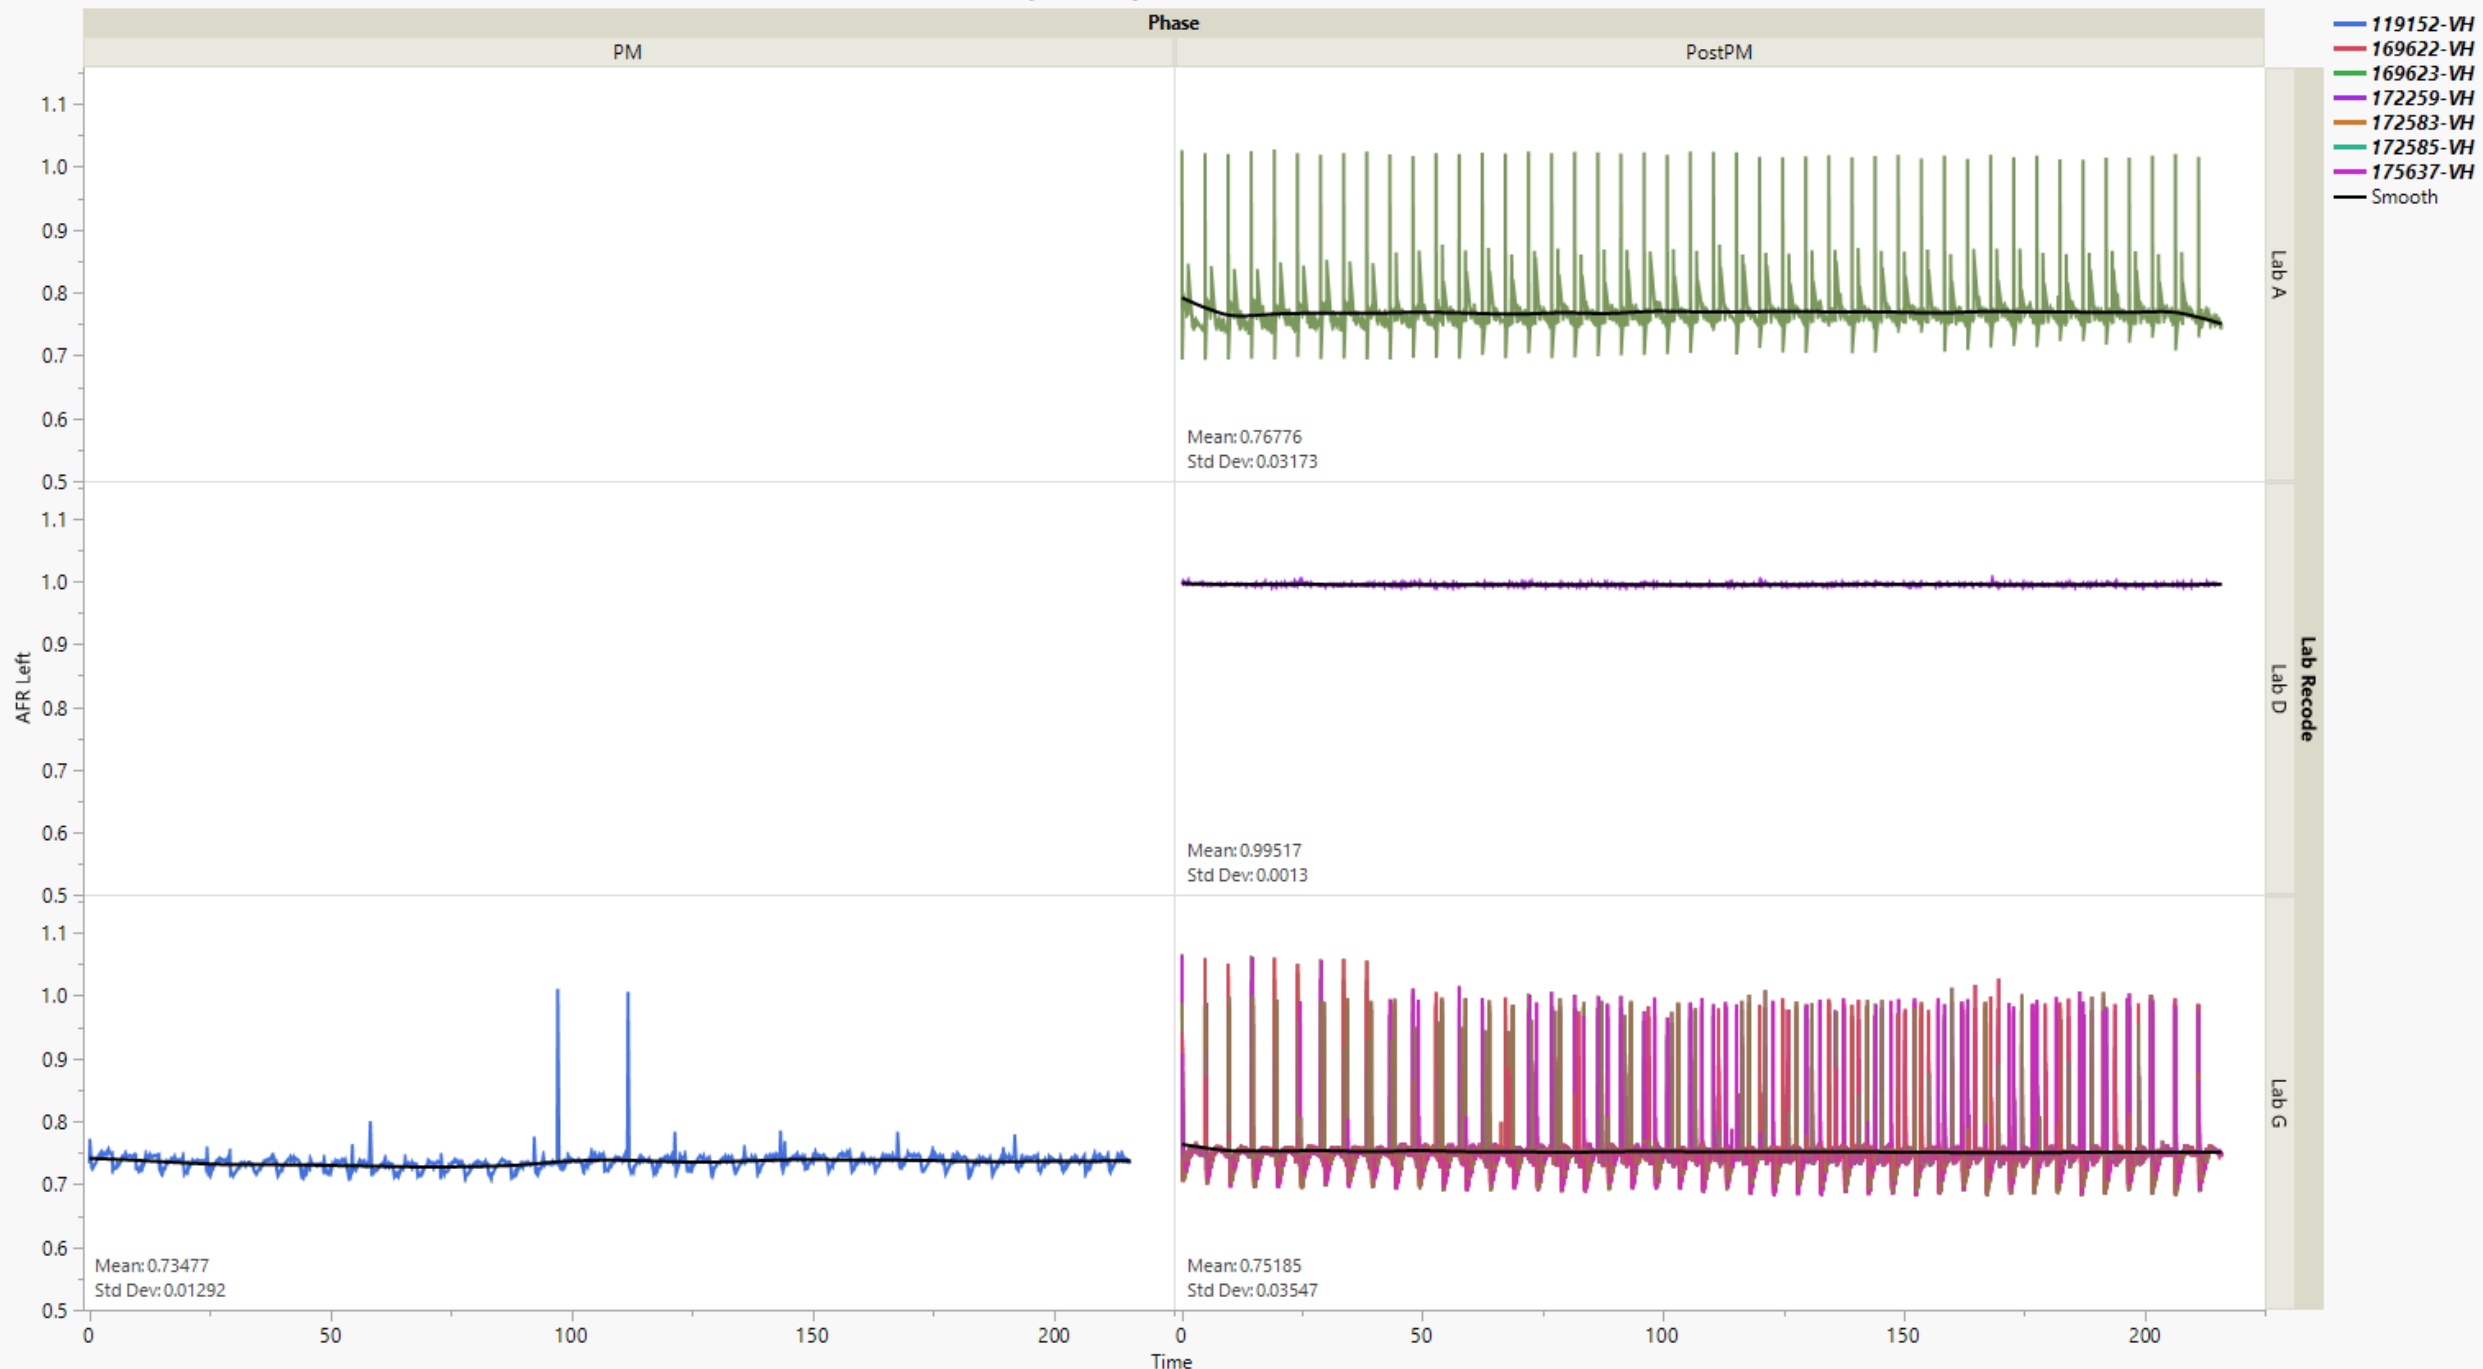 Phase
PM
PostPM
119152-VH
169622-VH
169623-VH
172259-VH
172583-VH
172585-VH
175637-VH
Smooth
AFR Left
1.1
1.0
0.9
0.8
0.7
0.6
0.5
Mean: 0.76776
Std Dev: 0.03173
Lab A
1.1
1.0
0.9
0.8
0.7
0.6
0.5
Mean: 0.99517
Std Dev: 0.0013
Lab D
Lab Recode
1.1
1.0
0.9
0.8
0.7
0.6
0.5
Mean: 0.73477
Std Dev: 0.01292
Mean: 0.75185
Std Dev: 0.03547
Lab G
0 50 100 150 200 0 50 100 150 200
Time